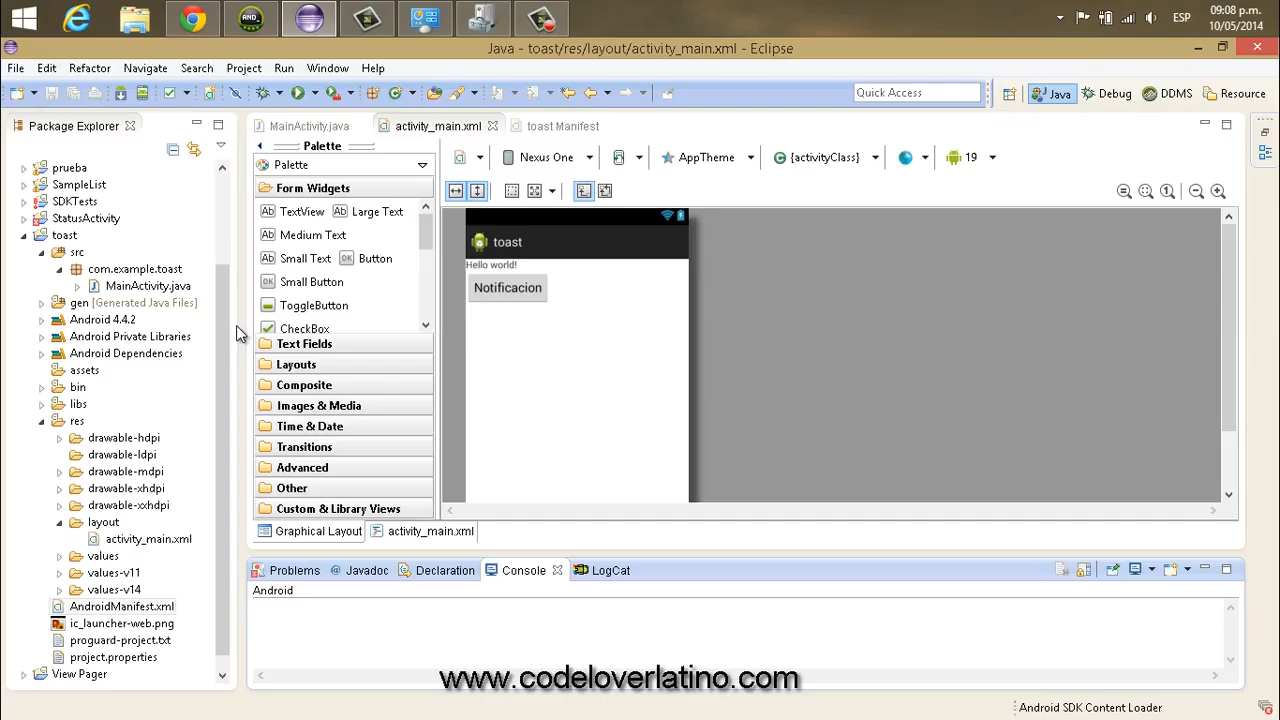 ESP
09:08 p.m.
10/05/2014
Java - toast/res/layout/activity_main.xml - Eclipse
File Edit Refactor Navigate Search Project Run Window Help
Quick Access
Java
Debug
DDMS
Resource
Package Explorer
prueba
SampleList
SDKTests
StatusActivity
toast
src
com.example.toast
MainActivity.java
gen [Generated Java Files]
Android 4.4.2
Android Private Libraries
Android Dependencies
assets
bin
libs
res
drawable-hdpi
drawable-ldpi
drawable-mdpi
drawable-xhdpi
drawable-xxhdpi
layout
activity_main.xml
values
values-v11
values-v14
AndroidManifest.xml
ic_launcher-web.png
proguard-project.txt
project.properties
View Pager
MainActivity.java
activity_main.xml
toast Manifest
Palette
Palette
Form Widgets
Ab TextView Ab Large Text
Ab Medium Text
Ab Small Text OK Button
OK Small Button
ToggleButton
CheckBox
Text Fields
Layouts
Composite
Images & Media
Time & Date
Transitions
Advanced
Other
Custom & Library Views
Nexus One
AppTheme
{activityClass}
19
toast
Hello world!
Notificacion
Graphical Layout
activity_main.xml
Problems
@ Javadoc
Declaration
Console
LogCat
Android
www.codeloverlatino.com
Android SDK Content Loader